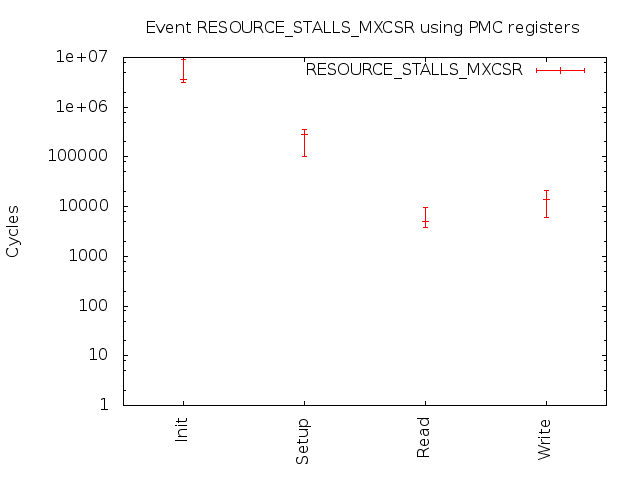 Event RESOURCE_STALLS_MXCSR using PMC registers
RESOURCE_STALLS_MXCSR
1e+07
1e+06
100000
10000
1000
100
10
1
Cycles
Init
Setup
Read
Write